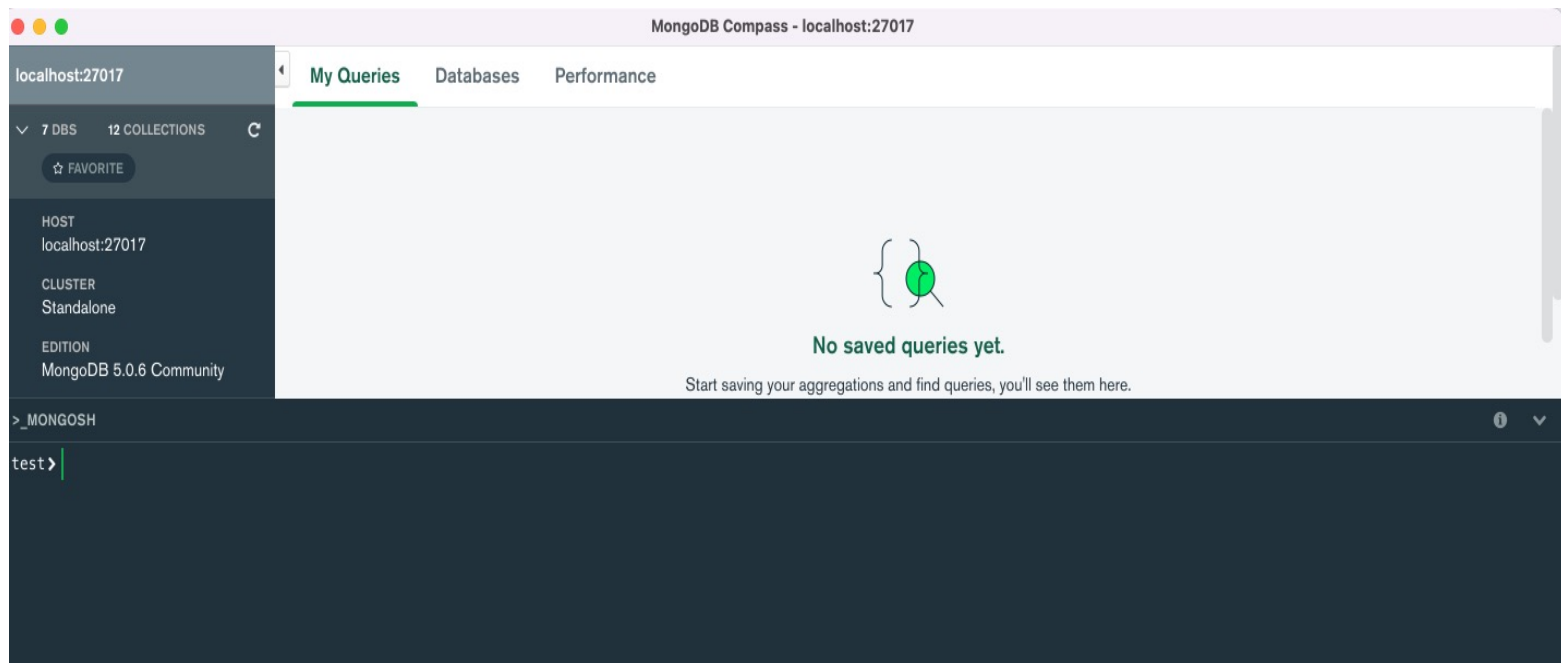 MongoDB Compass - localhost:27017
localhost:27017
My Queries Databases Performance
7 DBS 12 COLLECTIONS
FAVORITE
HOST
localhost:27017
CLUSTER
Standalone
EDITION
MongoDB 5.0.6 Community
No saved queries yet.
Start saving your aggregations and find queries, you'll see them here.
>_MONGOSH
test>